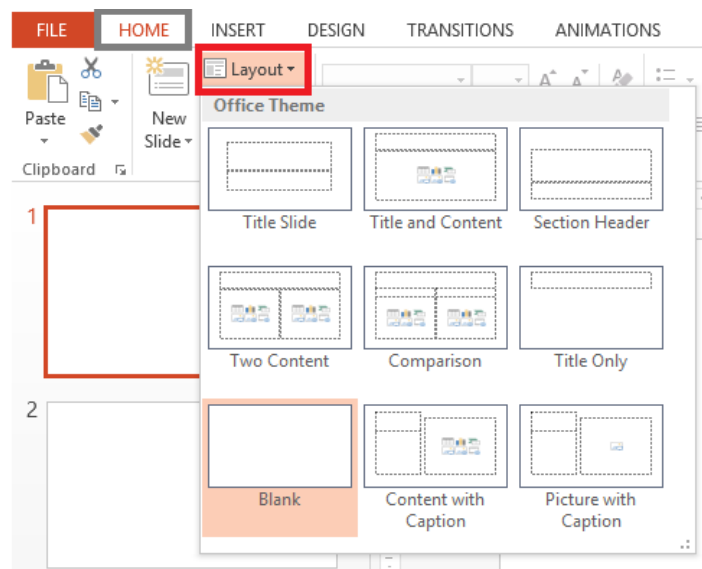 FILE HOME INSERT DESIGN TRANSITIONS ANIMATIONS
Layout
Paste
New
Slide
Clipboard
Office Theme
Title Slide Title and Content Section Header
Two Content Comparison Title Only
Blank Content with Caption Picture with Caption
1
2